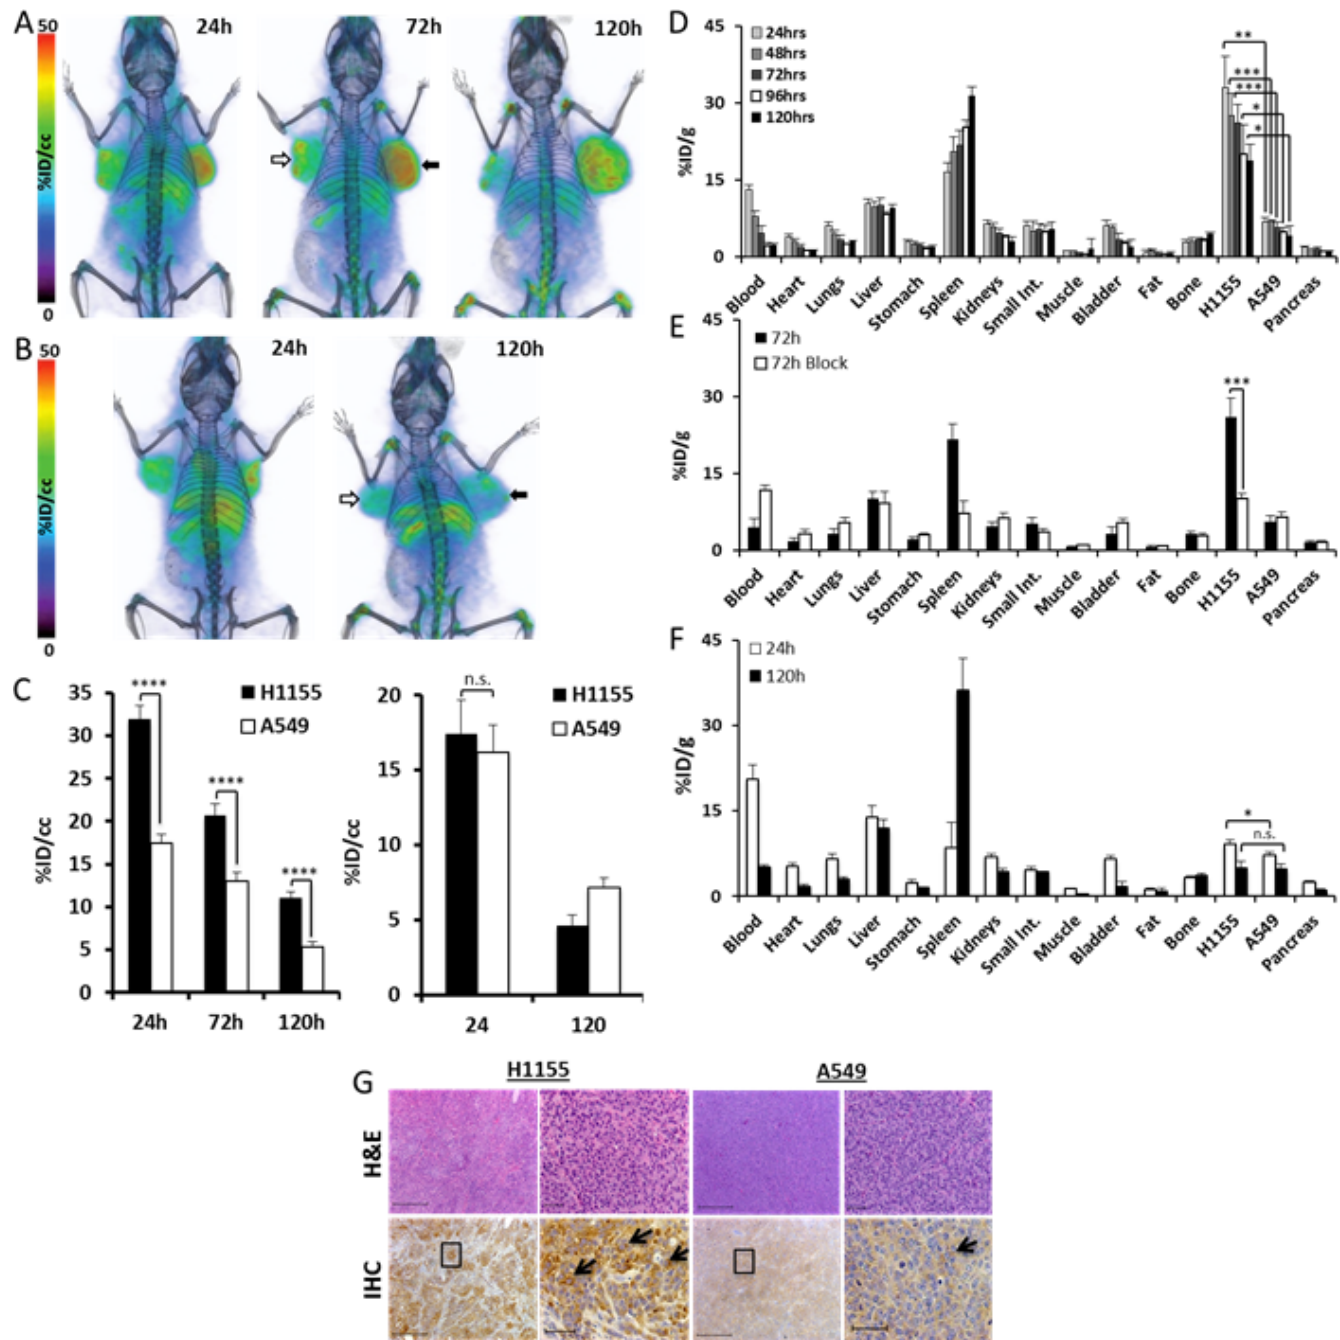 A
50
%ID/cc
0
24h
72h
120h
B
50
%ID/cc
0
24h
120h
C
%ID/cc
35
30
25
20
15
10
5
0
****
****
****
H1155
A549
24h
72h
120h
%ID/cc
20
15
10
5
0
n.s.
H1155
A549
24
120
D
%ID/g
45
30
15
0
24hrs
48hrs
72hrs
96hrs
120hrs
**
***
***
*
*
Blood
Heart
Lungs
Liver
Stomach
Spleen
Kidneys
Small Int.
Muscle
Bladder
Fat
Bone
H1155
A549
Pancreas
E
%ID/g
45
30
15
0
72h
72h Block
***
Blood
Heart
Lungs
Liver
Stomach
Spleen
Kidneys
Small Int.
Muscle
Bladder
Fat
Bone
H1155
A549
Pancreas
F
%ID/g
45
30
15
0
24h
120h
*
n.s.
Blood
Heart
Lungs
Liver
Stomach
Spleen
Kidneys
Small Int.
Muscle
Bladder
Fat
Bone
H1155
A549
Pancreas
G
H1155
A549
H&E
IHC